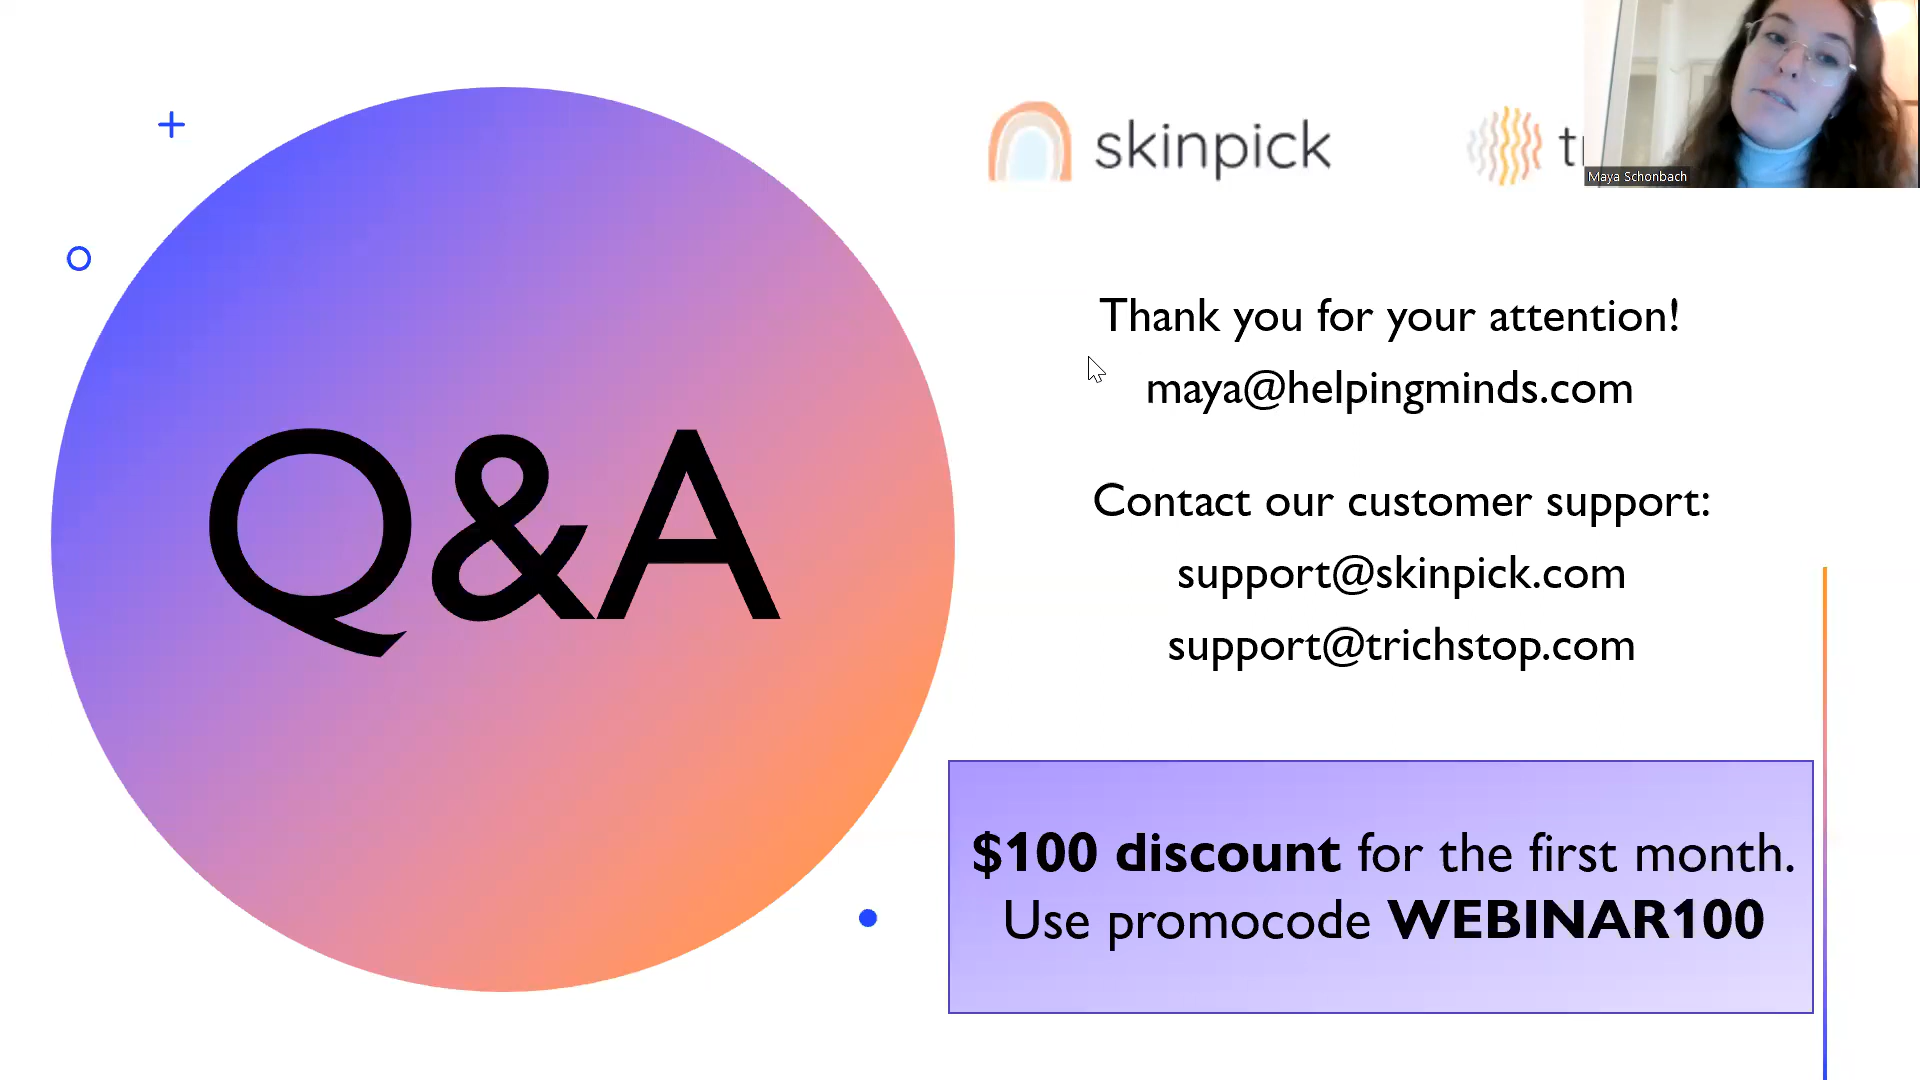 Q&A
skinpick
Maya Schonbach
Thank you for your attention!
maya@helpingminds.com
Contact our customer support:
support@skinpick.com
support@trichstop.com
$100 discount for the first month.
Use promocode WEBINAR100